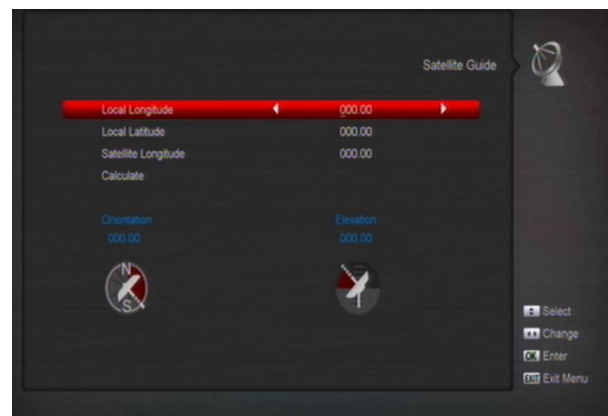 Satellite Guide
Local Longitude 000.00
Local Latitude 000.00
Satellite Longitude 000.00
Calculate
Orientation Elevation
000.00 000.00
N
S
Select
Change
OK Enter
EXIT Exit Menu